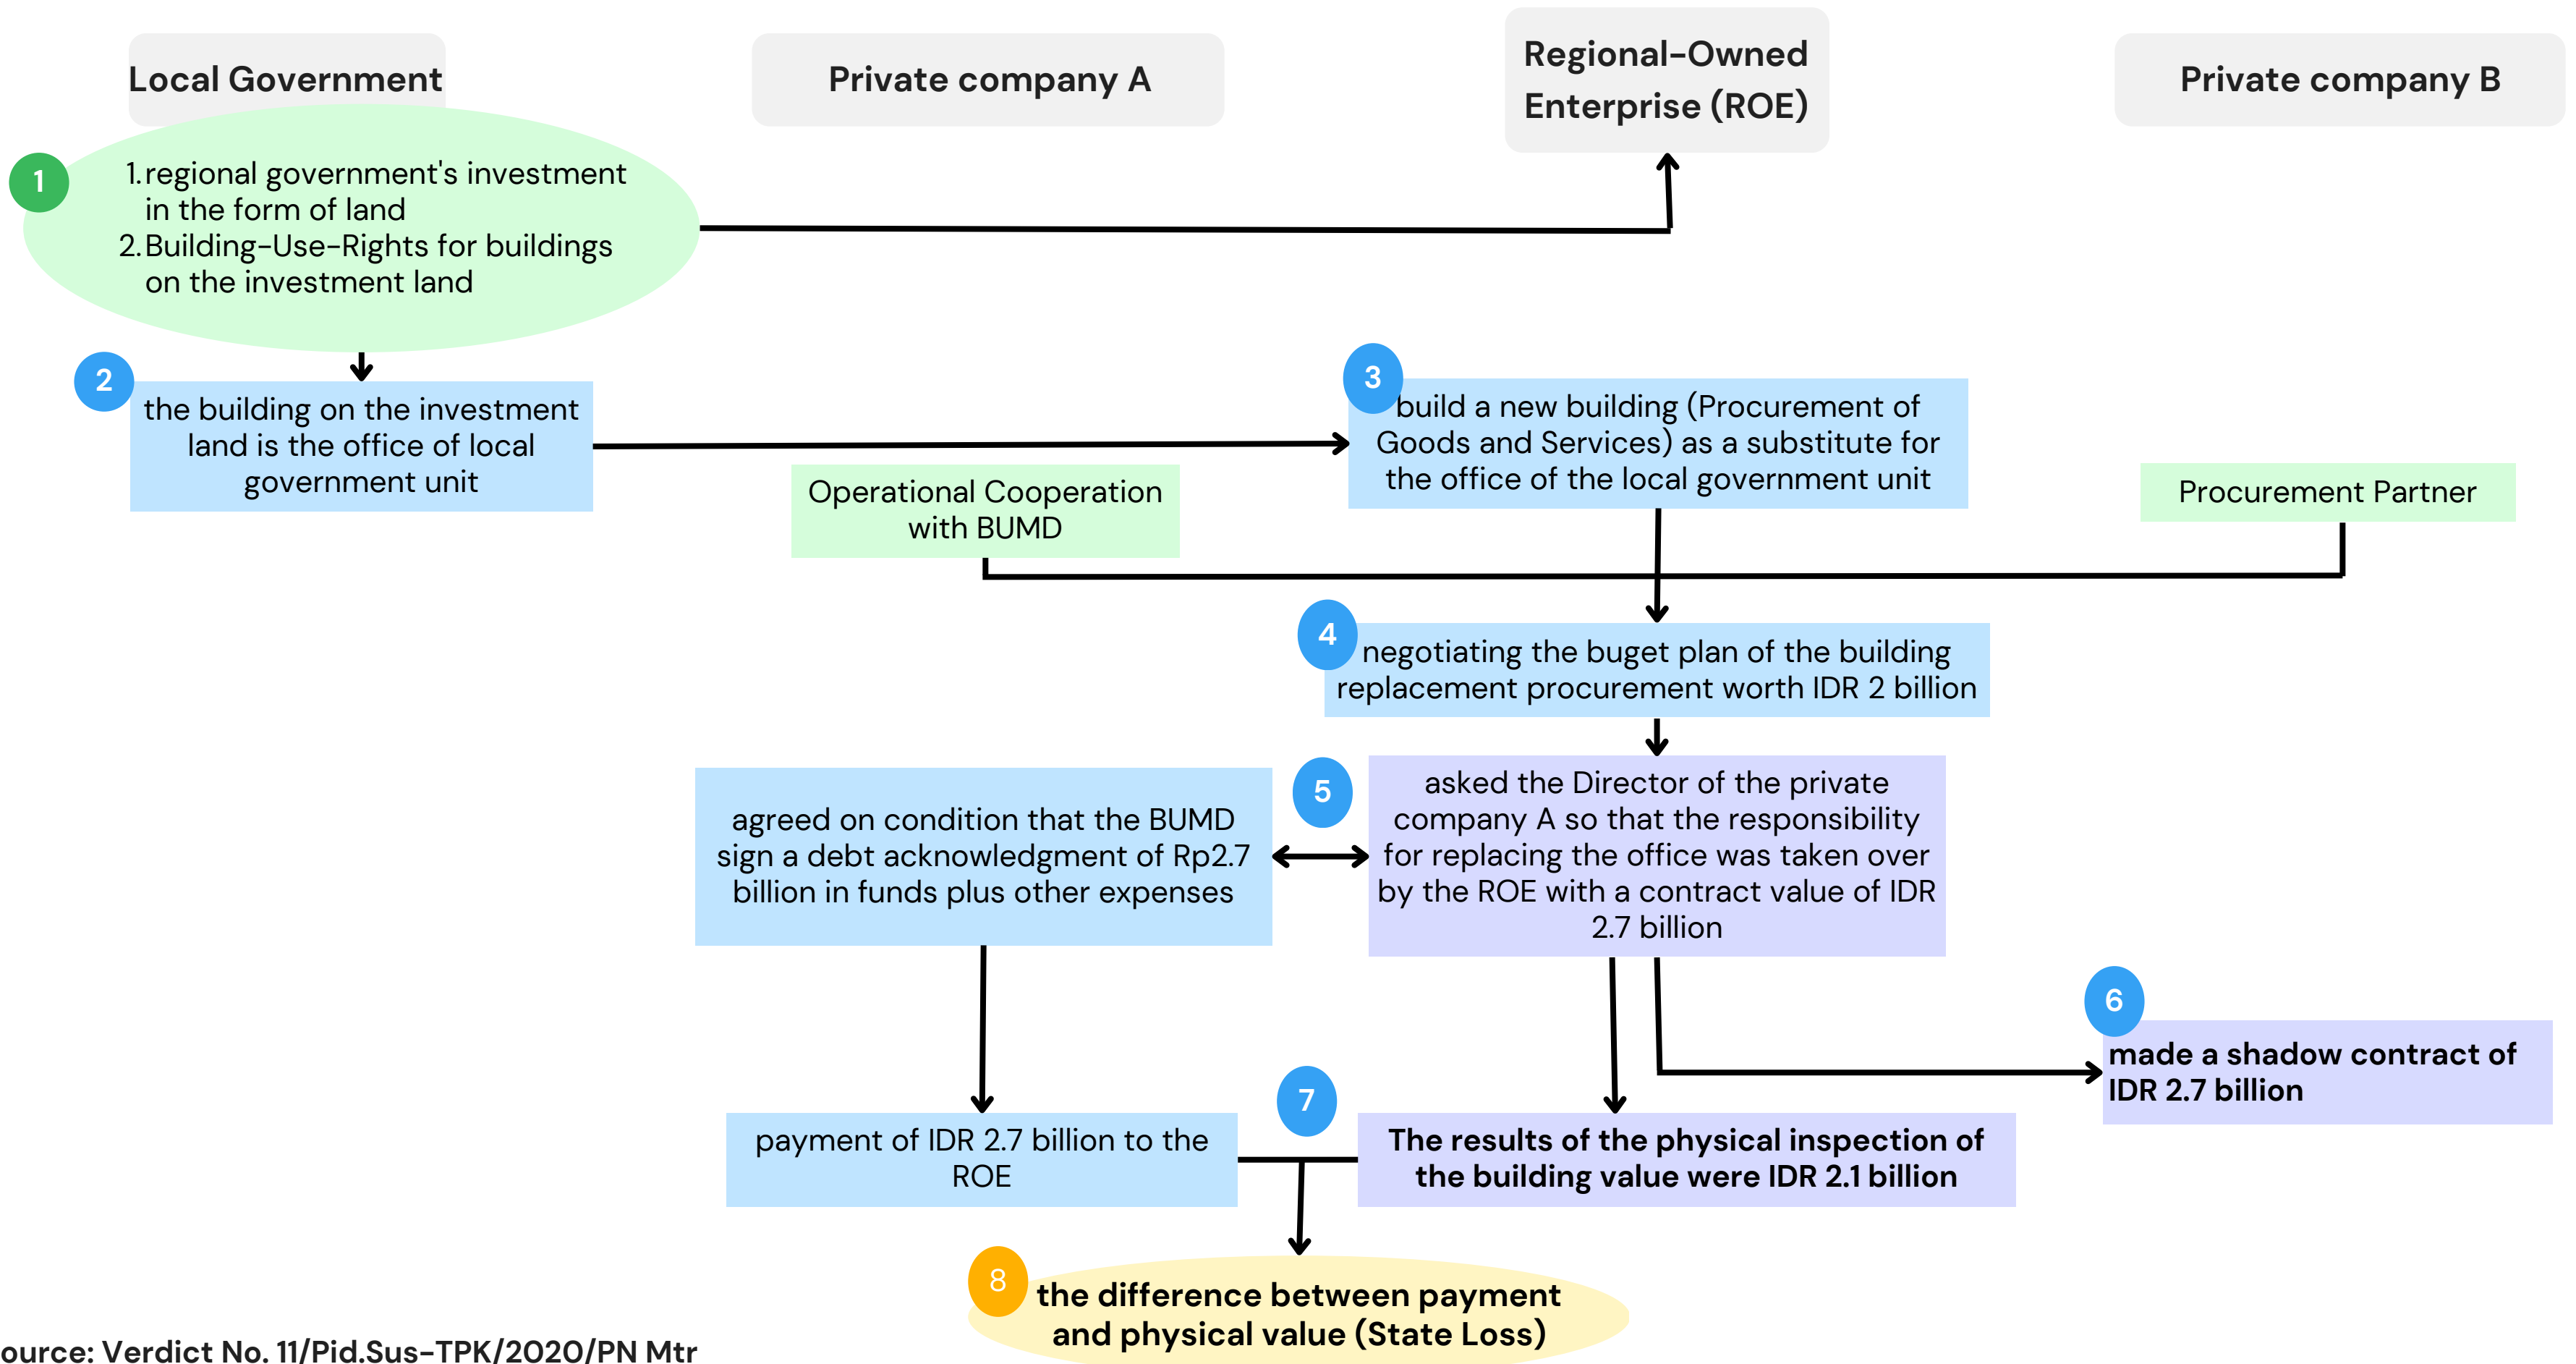 Local Government
Private company A
Regional-Owned
Enterprise (ROE)
Private company B
1
1. regional government's investment
in the form of land
2. Building-Use-Rights for buildings
on the investment land
2
the building on the investment
land is the office of local
government unit
3
build a new building (Procurement of
Goods and Services) as a substitute for
the office of the local government unit
Operational Cooperation
with BUMD
Procurement Partner
4
negotiating the buget plan of the building
replacement procurement worth IDR 2 billion
5
agreed on condition that the BUMD
sign a debt acknowledgment of Rp2.7
billion in funds plus other expenses
asked the Director of the private
company A so that the responsibility
for replacing the office was taken over
by the ROE with a contract value of IDR
2.7 billion
6
made a shadow contract of
IDR 2.7 billion
7
payment of IDR 2.7 billion to the
ROE
The results of the physical inspection of
the building value were IDR 2.1 billion
8
the difference between payment
and physical value (State Loss)
ource: Verdict No. 11/Pid.Sus-TPK/2020/PN Mtr